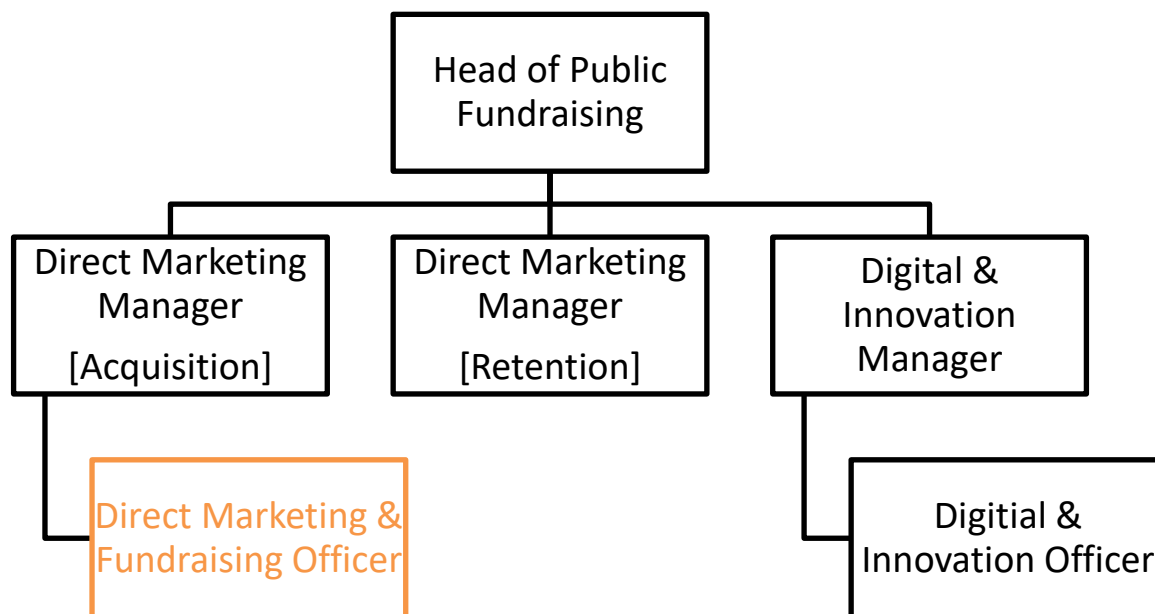 Head of Public
Fundraising
Direct Marketing
Manager
[Acquisition]
Direct Marketing
Manager
[Retention]
Digital &
Innovation
Manager
Direct Marketing &
Fundraising Officer
Digitial &
Innovation Officer